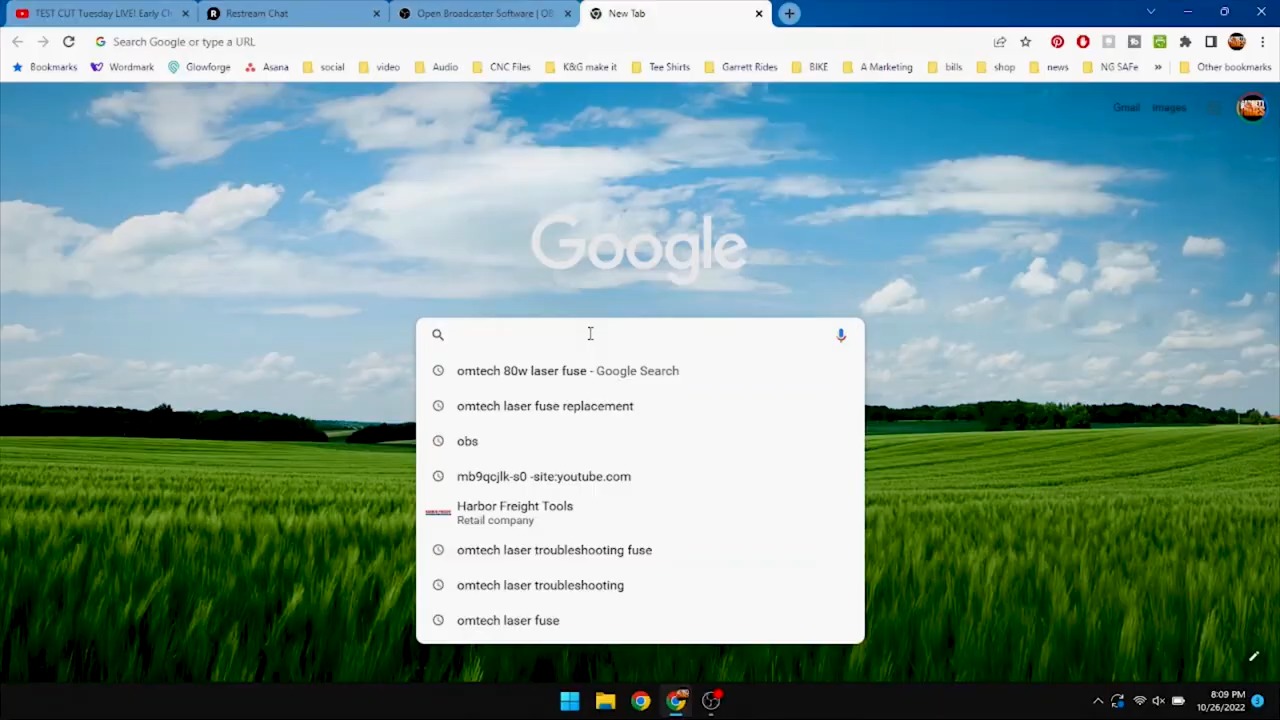 TEST CUT Tuesday LIVE! Early Ch
Restream Chat
Open Broadcaster Software | OB
New Tab
Search Google or type a URL
Bookmarks
Wordmark
Glowforge
Asana
social
video
Audio
CNC Files
K&G make it
Tee Shirts
Garrett Rides
BIKE
A Marketing
bills
shop
news
NG SAFe
»
Other bookmarks
Gmail
Images
Google
omtech 80w laser fuse - Google Search
omtech laser fuse replacement
obs
mb9qcjlk-s0 -site:youtube.com
Harbor Freight Tools
Retail company
omtech laser troubleshooting fuse
omtech laser troubleshooting
omtech laser fuse
8:09 PM
10/26/2022
3